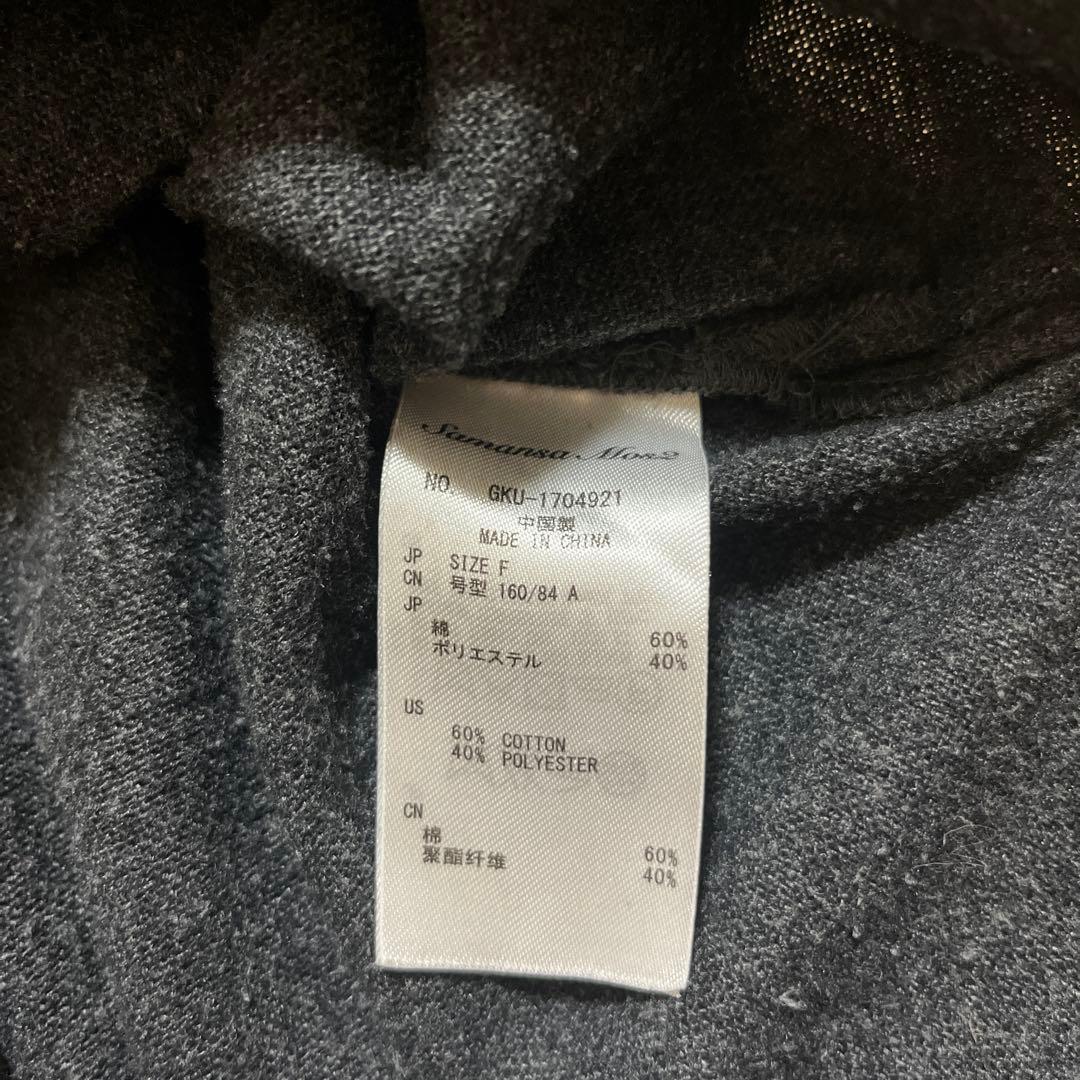 Samansa Mos2
NO. GKU-1704921
中国製
MADE IN CHINA
JP SIZE F
CN 号型 160/84 A
JP
綿 60%
ポリエステル 40%
US
60% COTTON
40% POLYESTER
CN
棉 60%
聚酯纤维 40%